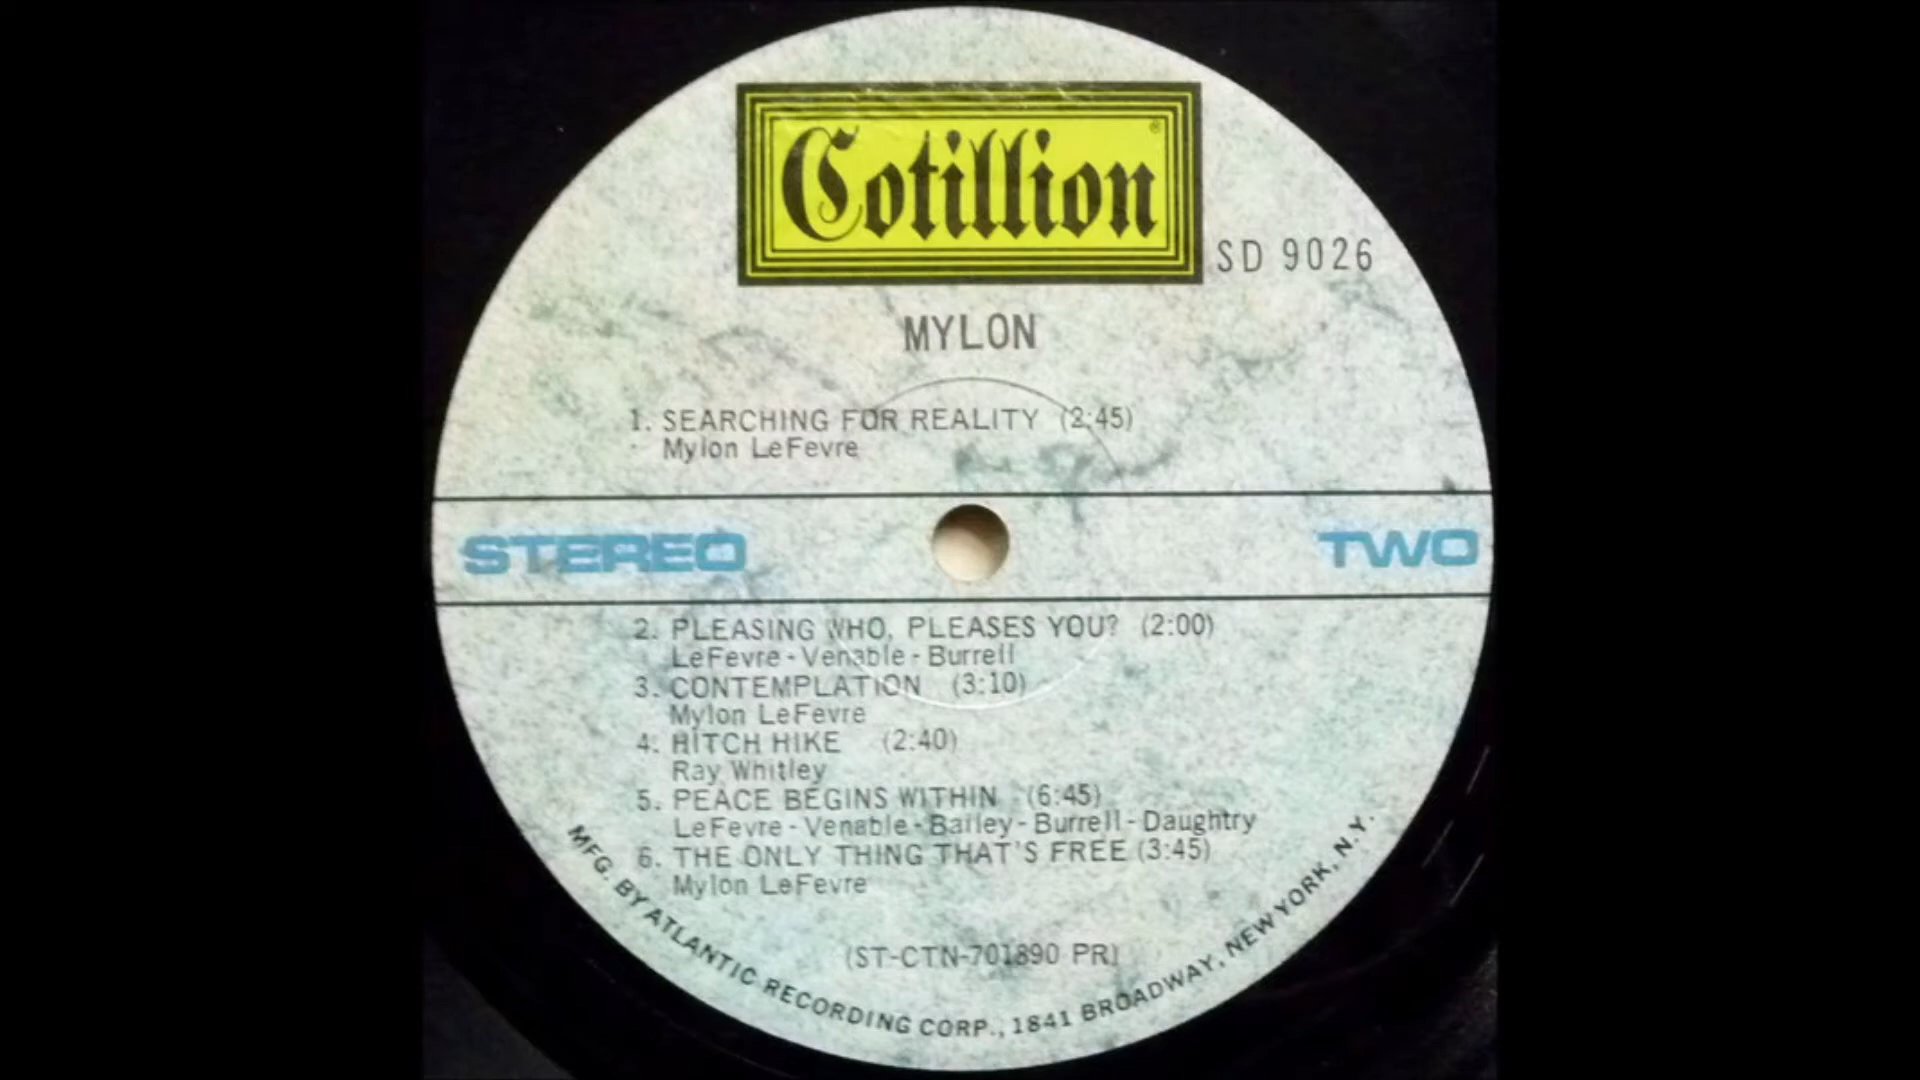 Cotillion®
SD 9026
MYLON
1. SEARCHING FOR REALITY (2:45)
Mylon LeFevre
STEREO
TWO
2. PLEASING WHO, PLEASES YOU? (2:00)
LeFevre - Venable - Burrell
3. CONTEMPLATION (3:10)
Mylon LeFevre
4. HITCH HIKE (2:40)
Ray Whitley
5. PEACE BEGINS WITHIN (6:45)
LeFevre - Venable - Bailey - Burrell - Daughtry
6. THE ONLY THING THAT'S FREE (3:45)
Mylon LeFevre
(ST-CTN-701890 PR)
MFG. BY ATLANTIC RECORDING CORP., 1841 BROADWAY, NEW YORK, N.Y.